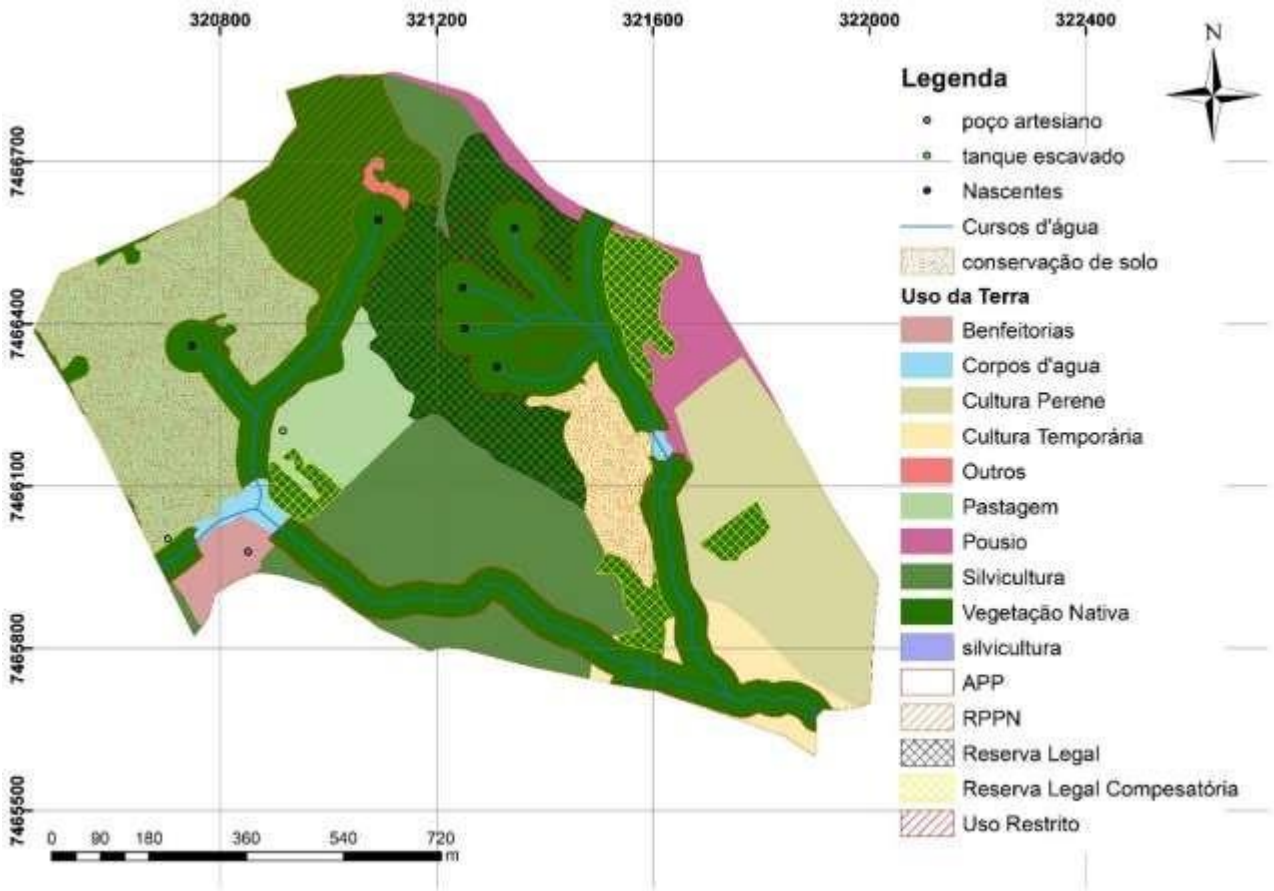 320800 321200 321600 322000 322400
N
7466700
7466400
7466100
7465800
7465500
Legenda
poço artesiano
tanque escavado
Nascentes
Cursos d'água
conservação de solo
Uso da Terra
Benfeitorias
Corpos d'agua
Cultura Perene
Cultura Temporária
Outros
Pastagem
Pousio
Silvicultura
Vegetação Nativa
silvicultura
APP
RPPN
Reserva Legal
Reserva Legal Compesatória
Uso Restrito
0 90 180 360 540 720
m